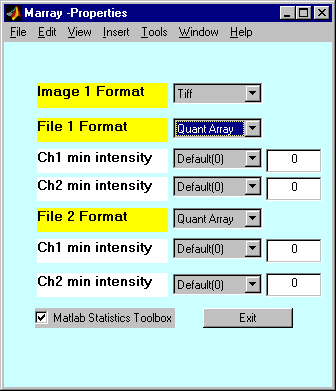 Marray -Properties
File Edit View Insert Tools Window Help
Image 1 Format Tiff
File 1 Format Quant Array
Ch1 min intensity Default(0) 0
Ch2 min intensity Default(0) 0
File 2 Format Quant Array
Ch1 min intensity Default(0) 0
Ch2 min intensity Default(0) 0
Matlab Statistics Toolbox Exit